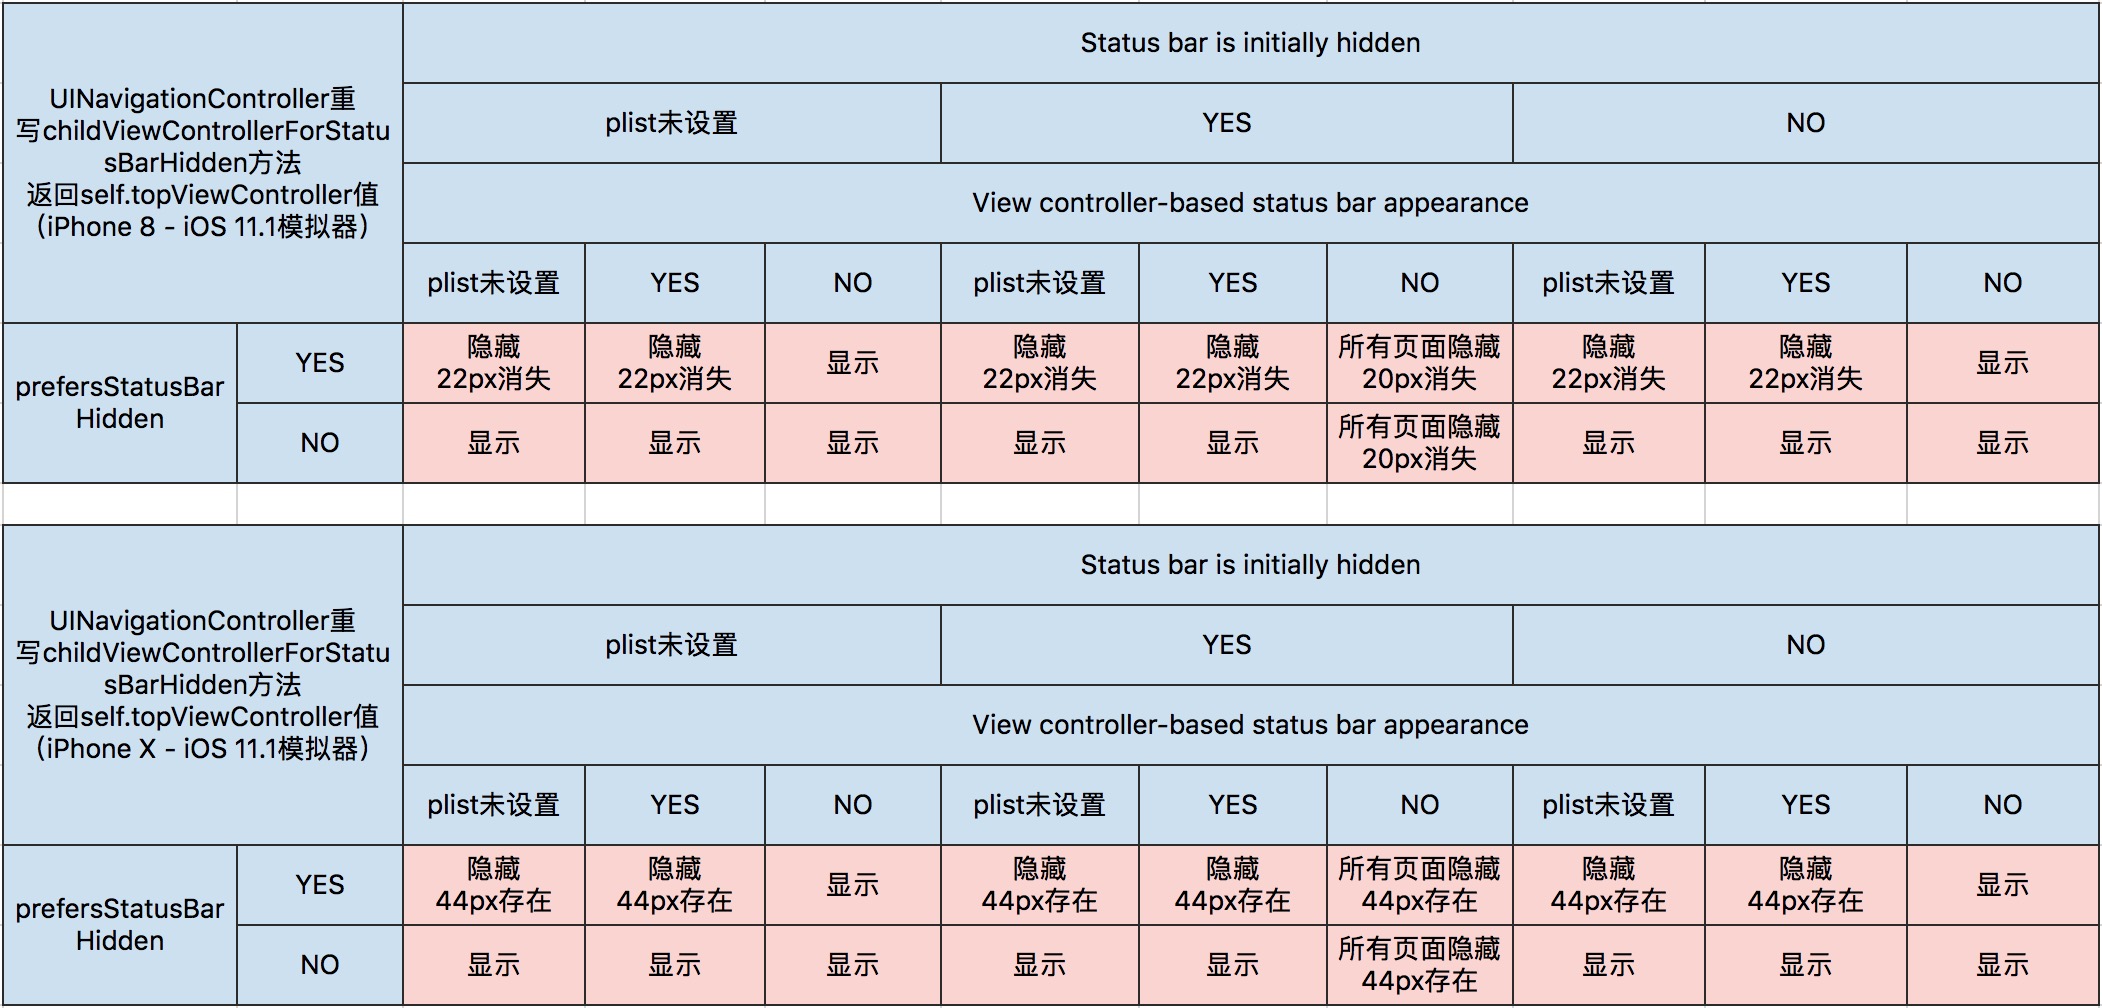 UINavigationController重
写childViewControllerForStatu
sBarHidden方法
返回self.topViewController值
（iPhone 8 - iOS 11.1模拟器）
Status bar is initially hidden
plist未设置 YES NO
View controller-based status bar appearance
plist未设置 YES NO plist未设置 YES NO plist未设置 YES NO
prefersStatusBar
Hidden
YES
隐藏
22px消失
隐藏
22px消失
显示
隐藏
22px消失
隐藏
22px消失
所有页面隐藏
20px消失
隐藏
22px消失
隐藏
22px消失
显示
NO
显示
显示
显示
显示
显示
所有页面隐藏
20px消失
显示
显示
显示
UINavigationController重
写childViewControllerForStatu
sBarHidden方法
返回self.topViewController值
（iPhone X - iOS 11.1模拟器）
Status bar is initially hidden
plist未设置 YES NO
View controller-based status bar appearance
plist未设置 YES NO plist未设置 YES NO plist未设置 YES NO
prefersStatusBar
Hidden
YES
隐藏
44px存在
隐藏
44px存在
显示
隐藏
44px存在
隐藏
44px存在
所有页面隐藏
44px存在
隐藏
44px存在
隐藏
44px存在
显示
NO
显示
显示
显示
显示
显示
所有页面隐藏
44px存在
显示
显示
显示